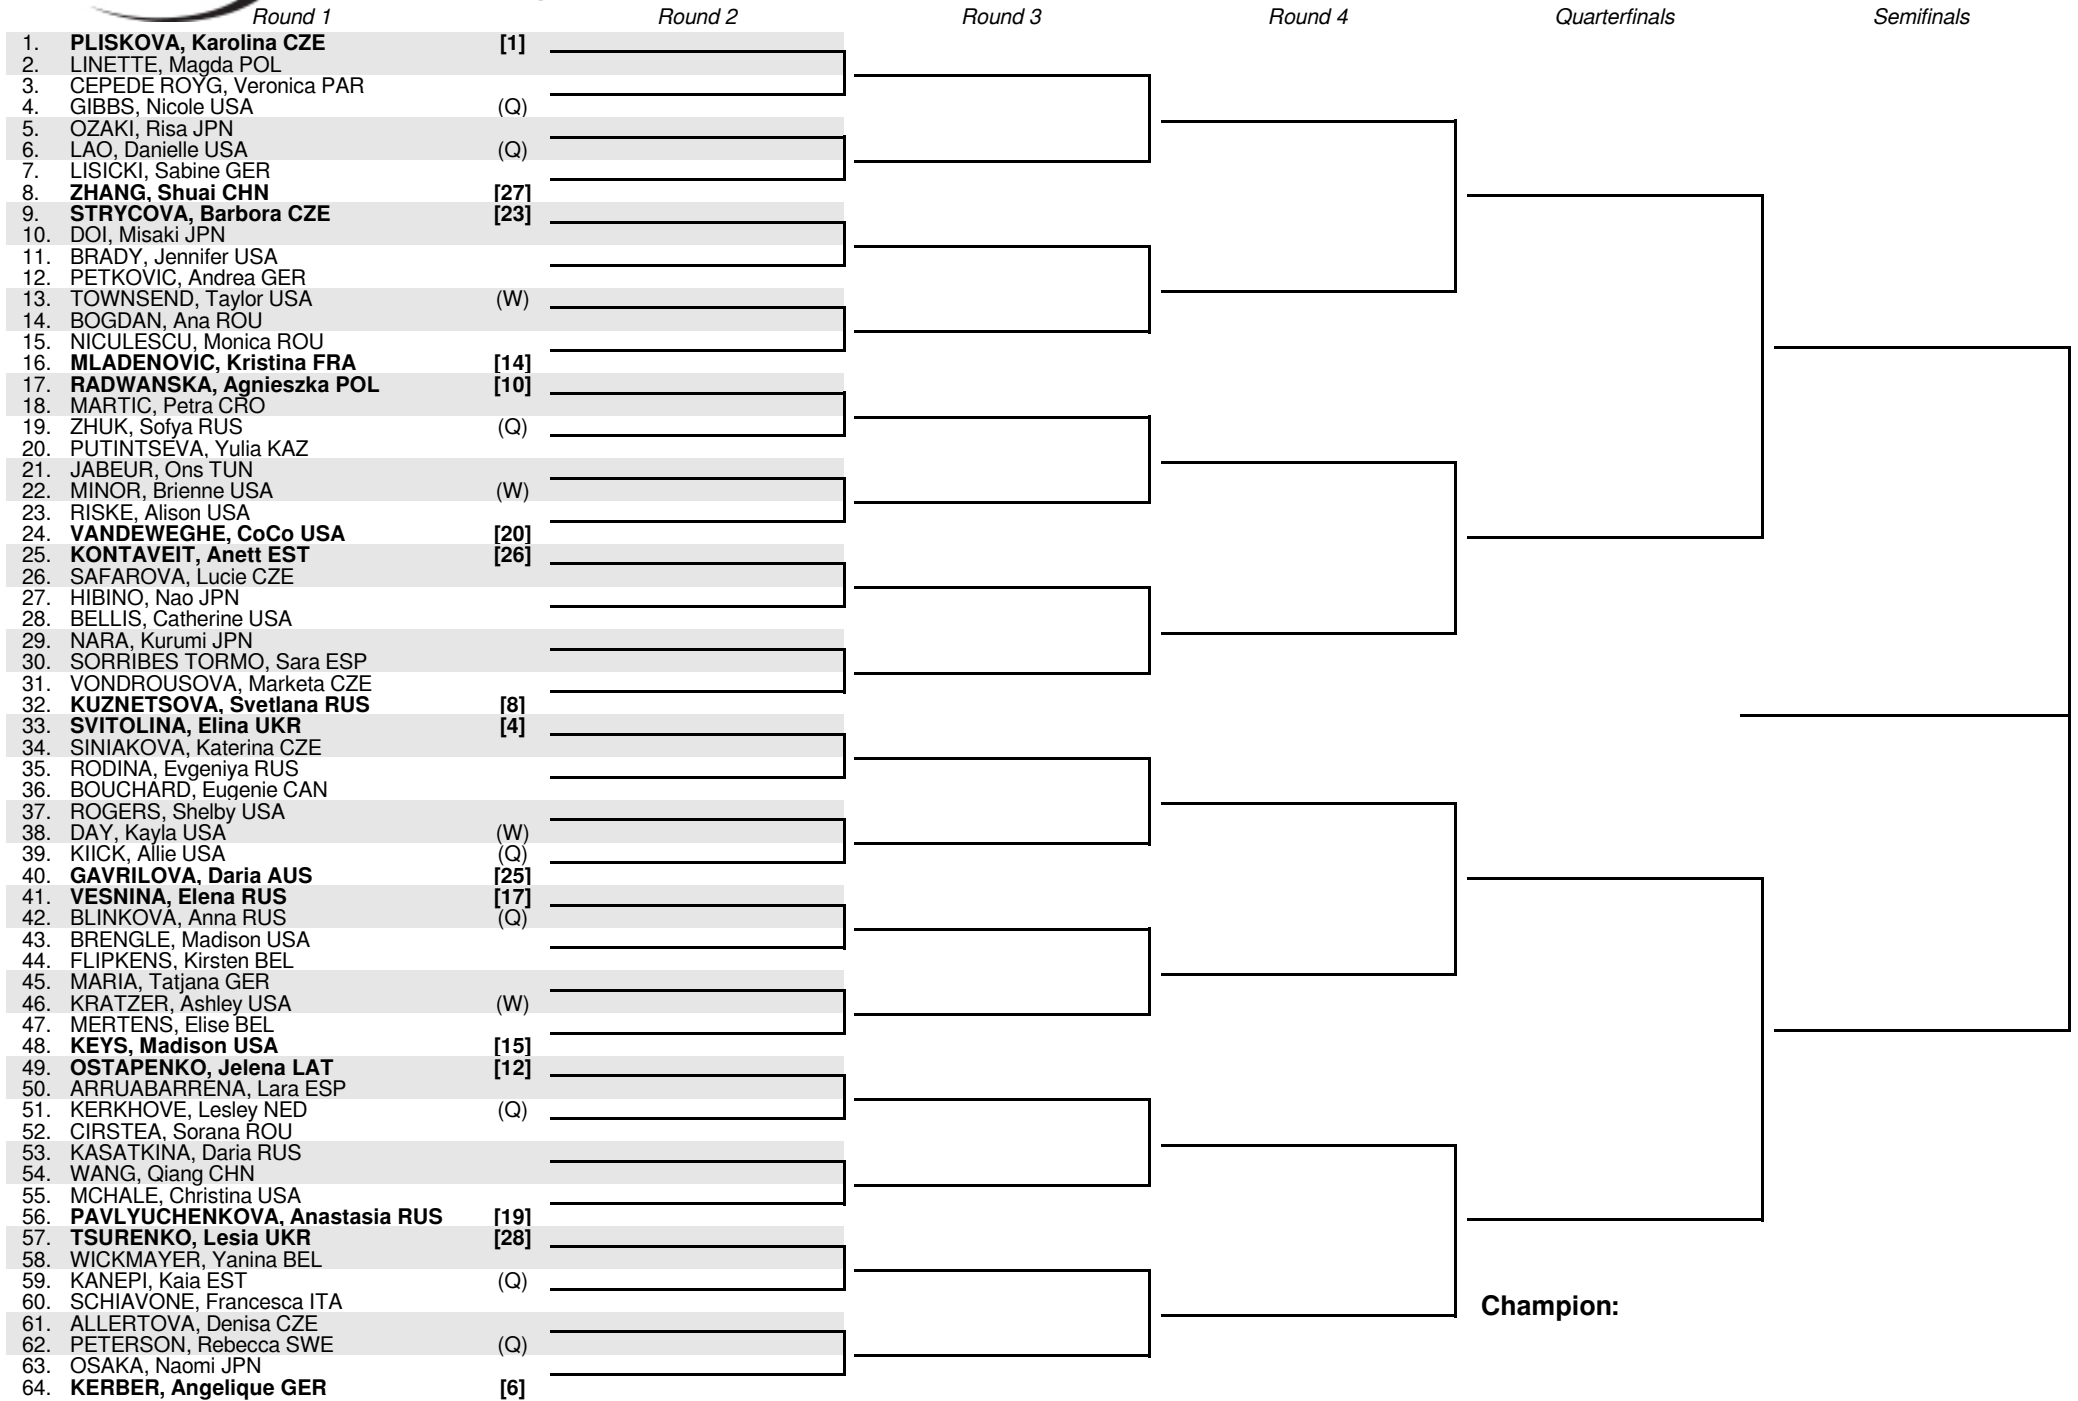 Round 1 Round 2 Round 3 Round 4 Quarterfinals Semifinals
1. PLISKOVA, Karolina CZE [1]
2. LINETTE, Magda POL
3. CEPEDE ROYG, Veronica PAR
4. GIBBS, Nicole USA (Q)
5. OZAKI, Risa JPN
6. LAO, Danielle USA (Q)
7. LISICKI, Sabine GER
8. ZHANG, Shuai CHN [27]
9. STRYCOVA, Barbora CZE [23]
10. DOI, Misaki JPN
11. BRADY, Jennifer USA
12. PETKOVIC, Andrea GER
13. TOWNSEND, Taylor USA (W)
14. BOGDAN, Ana ROU
15. NICULESCU, Monica ROU
16. MLADENOVIC, Kristina FRA [14]
17. RADWANSKA, Agnieszka POL [10]
18. MARTIC, Petra CRO
19. ZHUK, Sofya RUS (Q)
20. PUTINTSEVA, Yulia KAZ
21. JABEUR, Ons TUN
22. MINOR, Brienne USA (W)
23. RISKE, Alison USA
24. VANDEWEGHE, CoCo USA [20]
25. KONTAVEIT, Anett EST [26]
26. SAFAROVA, Lucie CZE
27. HIBINO, Nao JPN
28. BELLIS, Catherine USA
29. NARA, Kurumi JPN
30. SORRIBES TORMO, Sara ESP
31. VONDROUSOVA, Marketa CZE
32. KUZNETSOVA, Svetlana RUS [8]
33. SVITOLINA, Elina UKR [4]
34. SINIAKOVA, Katerina CZE
35. RODINA, Evgeniya RUS
36. BOUCHARD, Eugenie CAN
37. ROGERS, Shelby USA
38. DAY, Kayla USA (W)
39. KIICK, Allie USA (Q)
40. GAVRILOVA, Daria AUS [25]
41. VESNINA, Elena RUS [17]
42. BLINKOVA, Anna RUS (Q)
43. BRENGLE, Madison USA
44. FLIPKENS, Kirsten BEL
45. MARIA, Tatjana GER
46. KRATZER, Ashley USA (W)
47. MERTENS, Elise BEL
48. KEYS, Madison USA [15]
49. OSTAPENKO, Jelena LAT [12]
50. ARRUABARRENA, Lara ESP
51. KERKHOVE, Lesley NED (Q)
52. CIRSTEA, Sorana ROU
53. KASATKINA, Daria RUS
54. WANG, Qiang CHN
55. MCHALE, Christina USA
56. PAVLYUCHENKOVA, Anastasia RUS [19]
57. TSURENKO, Lesia UKR [28]
58. WICKMAYER, Yanina BEL
59. KANEPI, Kaia EST (Q)
60. SCHIAVONE, Francesca ITA
Champion:
61. ALLERTOVA, Denisa CZE
62. PETERSON, Rebecca SWE (Q)
63. OSAKA, Naomi JPN
64. KERBER, Angelique GER [6]